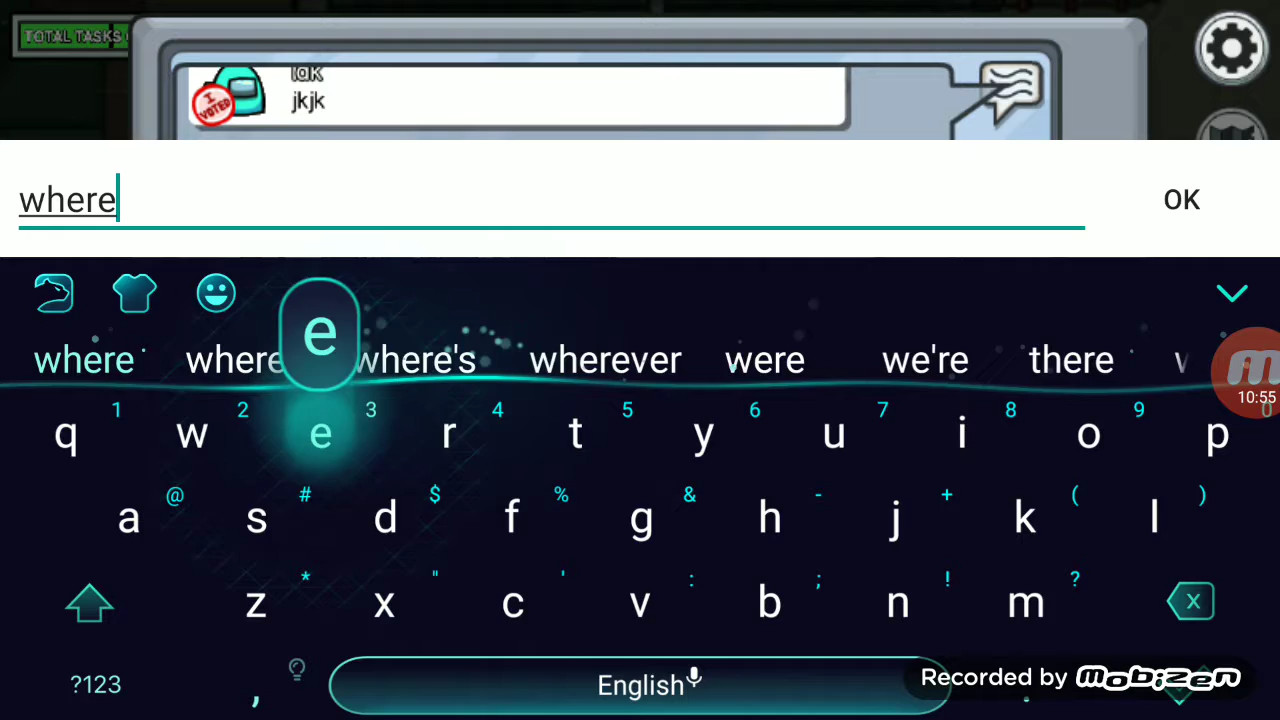 TOTAL TASKS
I VOTED
jkjk
where
OK
where where where's wherever were we're there
10:55
1 2 3 4 5 6 7 8 9 0
q w e r t y u i o p
e
@ # $ % & - + ( )
a s d f g h j k l
* " ' : ; ! ?
z x c v b n m
?123 , English .
Recorded by mobizen